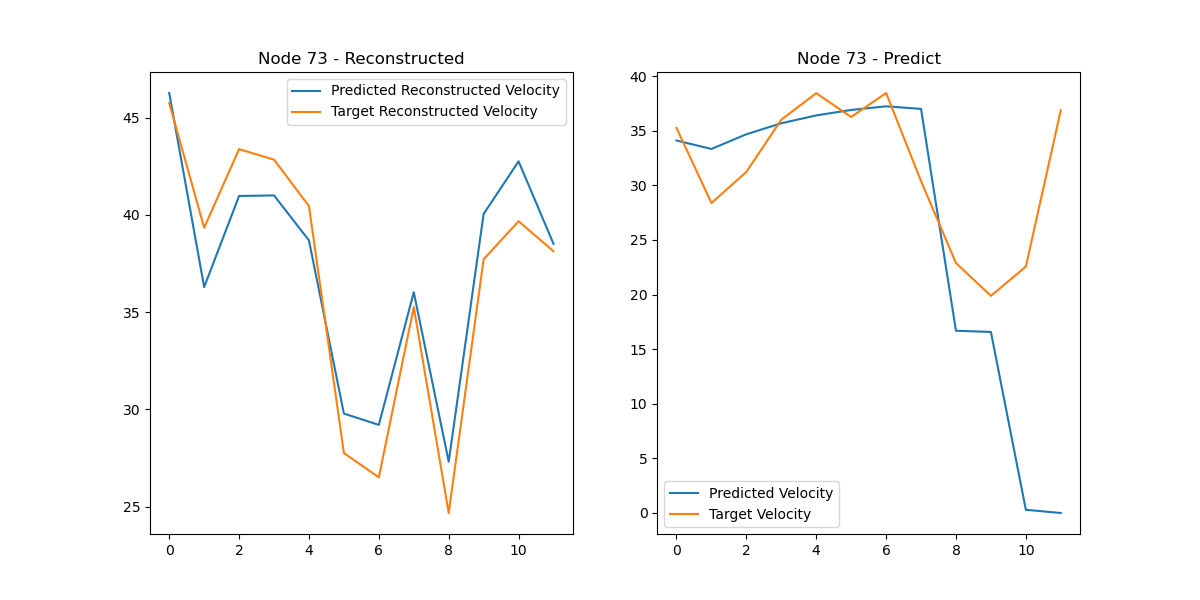 Node 73 - Reconstructed
Predicted Reconstructed Velocity
Target Reconstructed Velocity
45
40
35
30
25
0 2 4 6 8 10
Node 73 - Predict
40
35
30
25
20
15
10
5
0
Predicted Velocity
Target Velocity
0 2 4 6 8 10